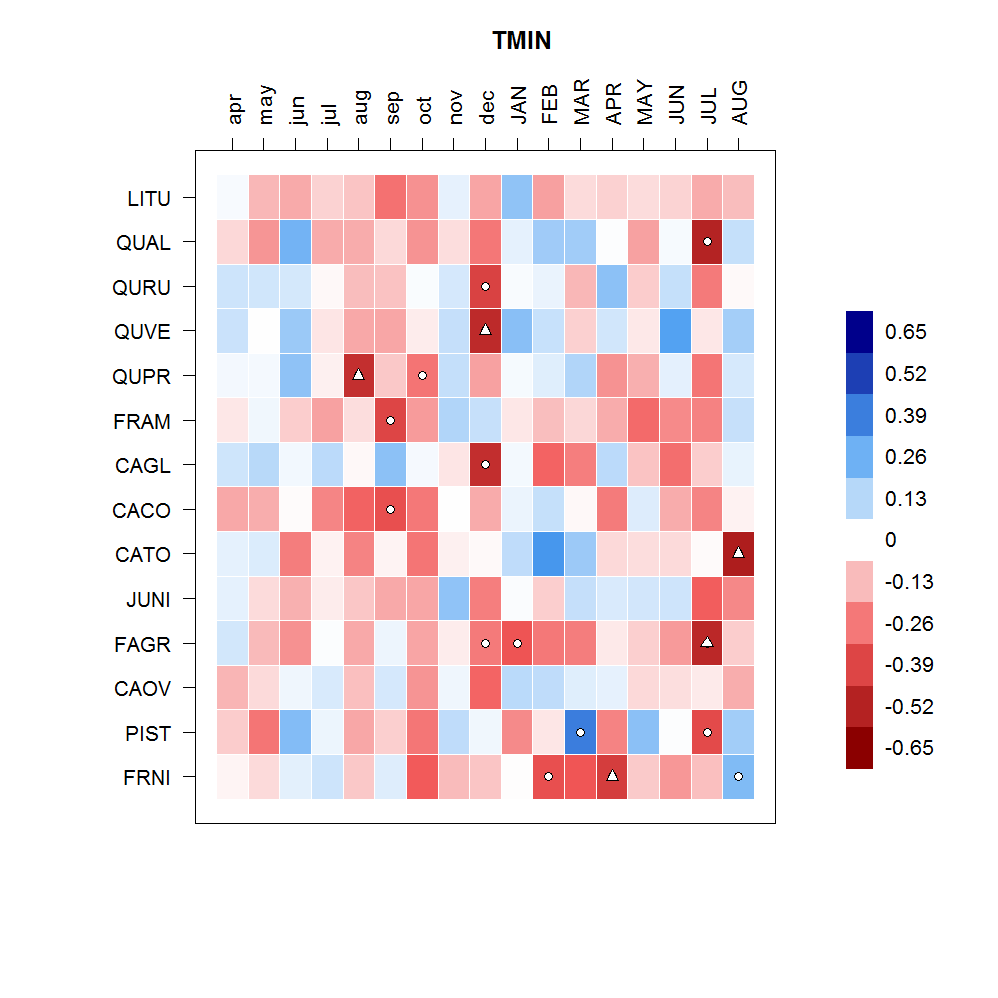 TMIN
apr may jun jul aug sep oct nov dec JAN FEB MAR APR MAY JUN JUL AUG
LITU
QUAL
QURU
QUVE
QUPR
FRAM
CAGL
CACO
CATO
JUNI
FAGR
CAOV
PIST
FRNI
0.65
0.52
0.39
0.26
0.13
0
-0.13
-0.26
-0.39
-0.52
-0.65